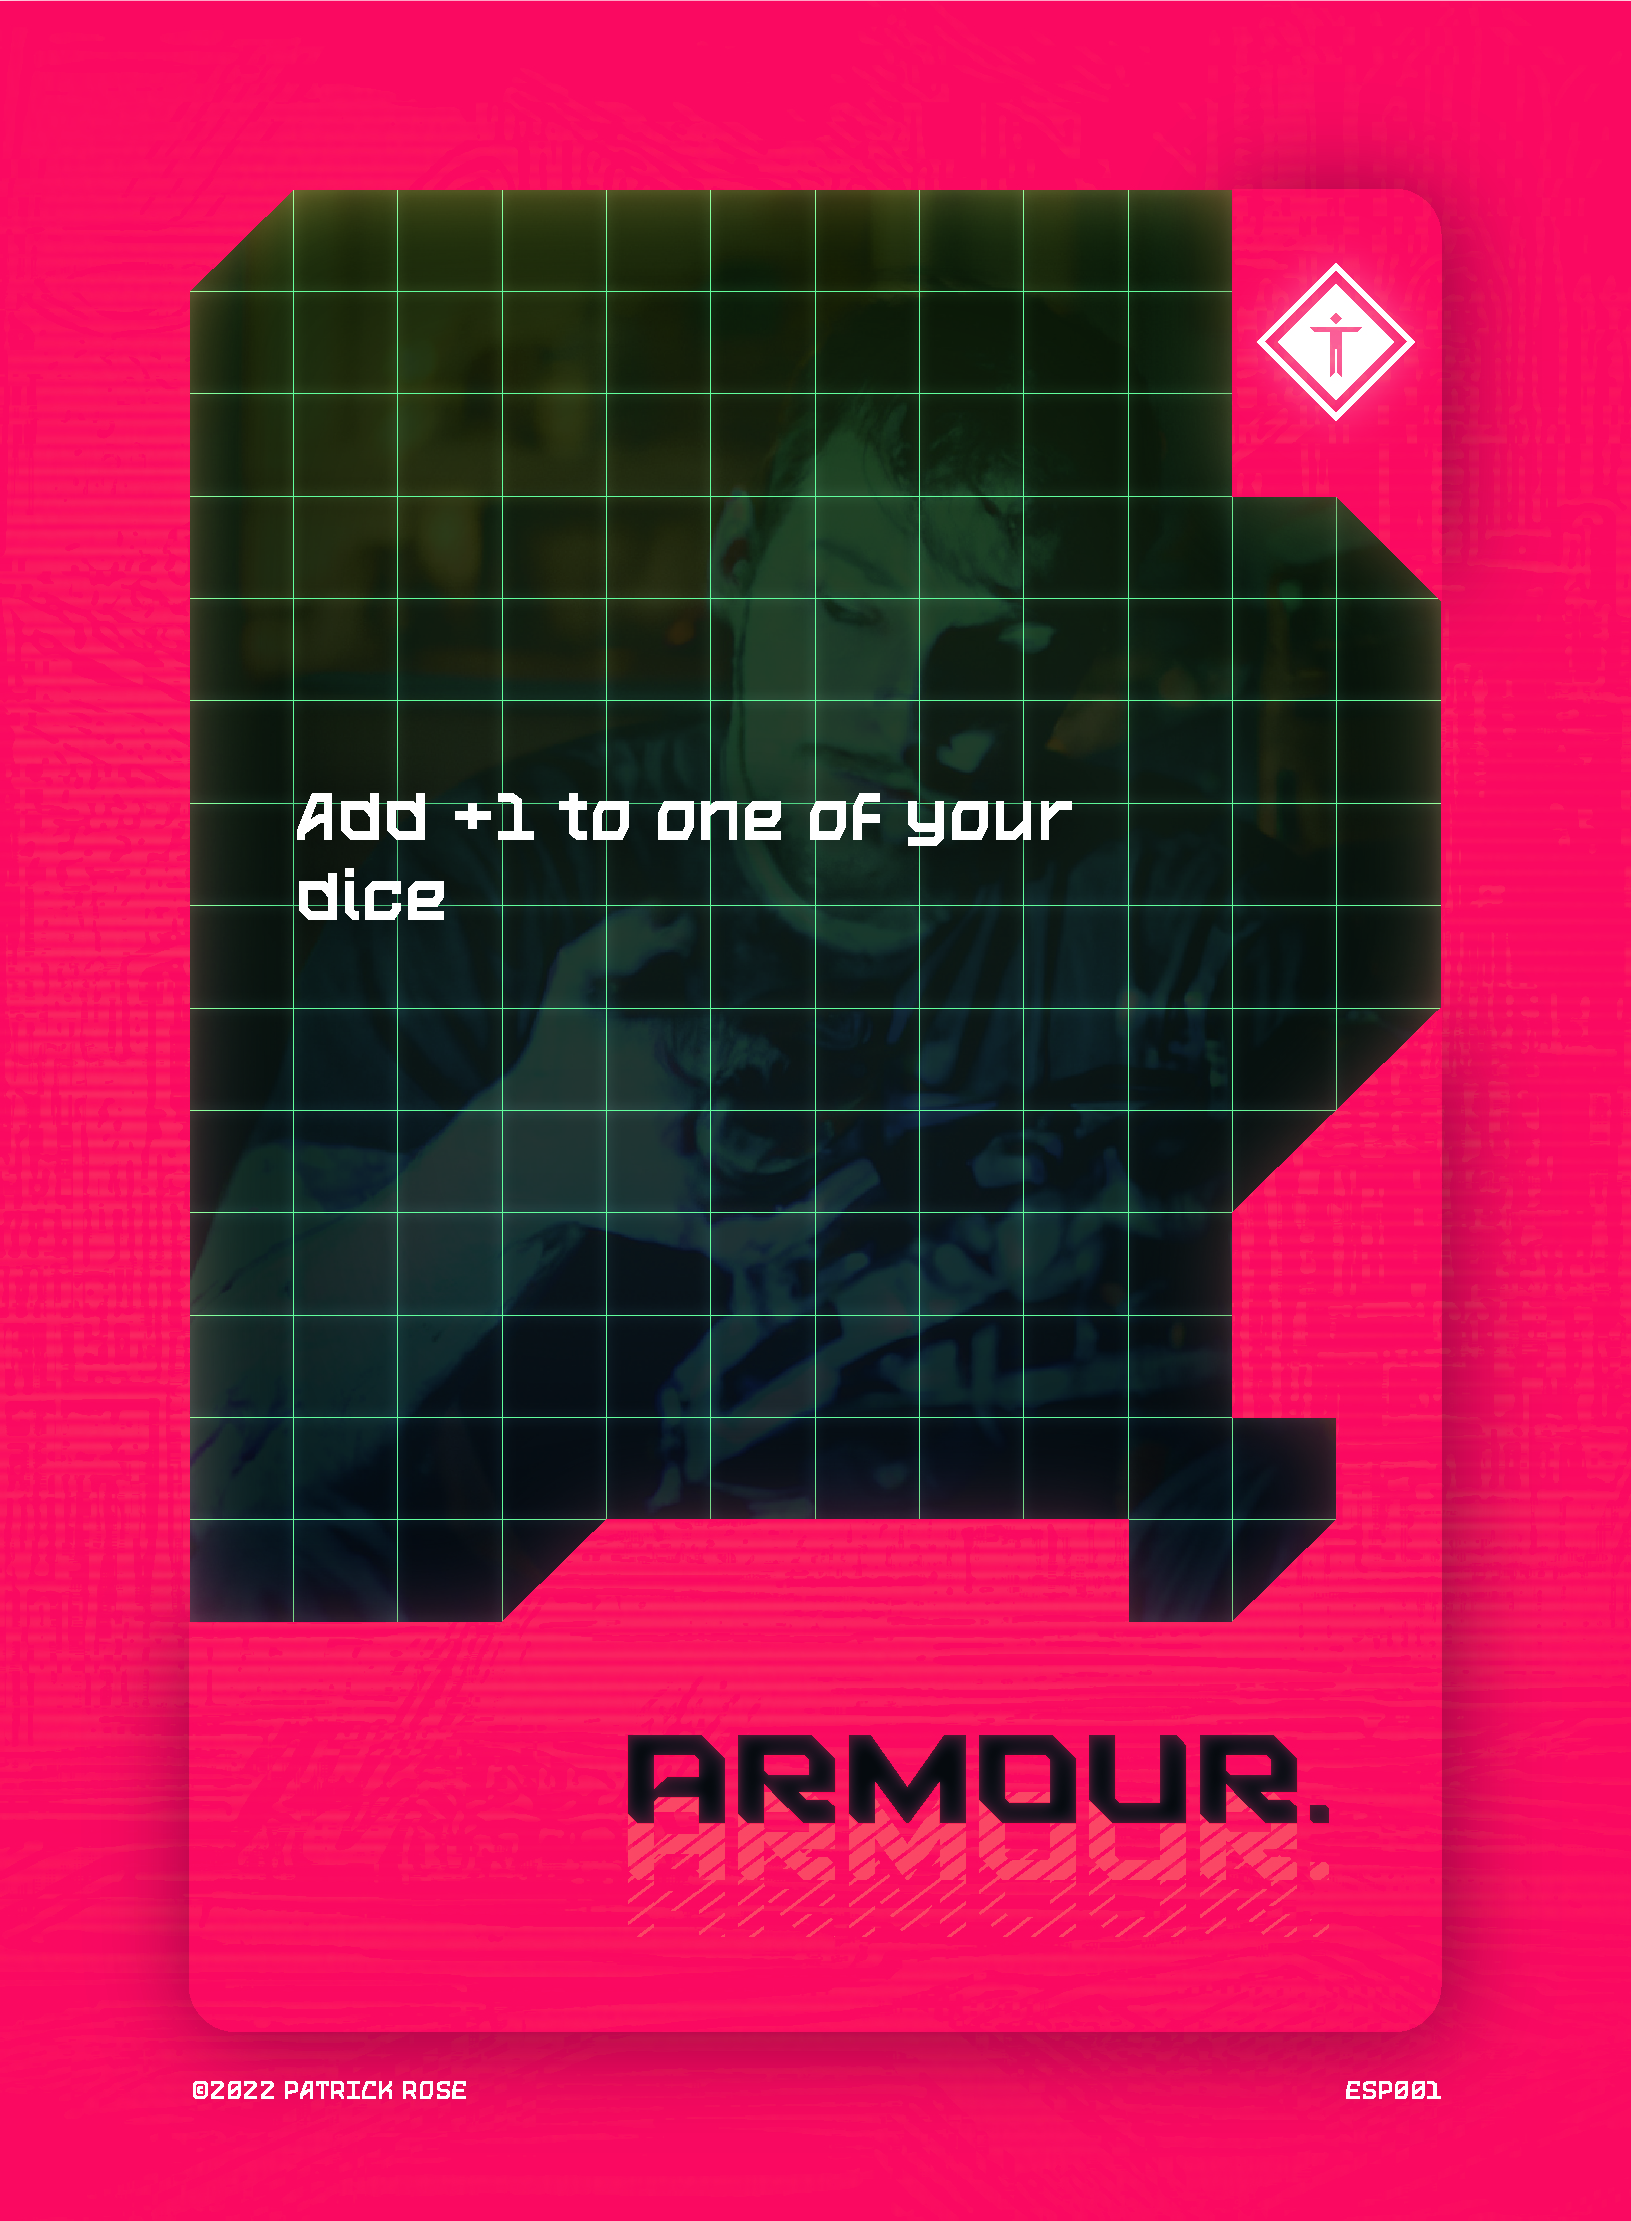 Add +1 to one of your
dice
ARMOUR.
©2022 PATRICK ROSE
ESP001